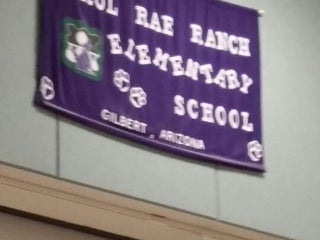 RAE RANCH
ELEMENTARY
SCHOOL
GILBERT, ARIZONA